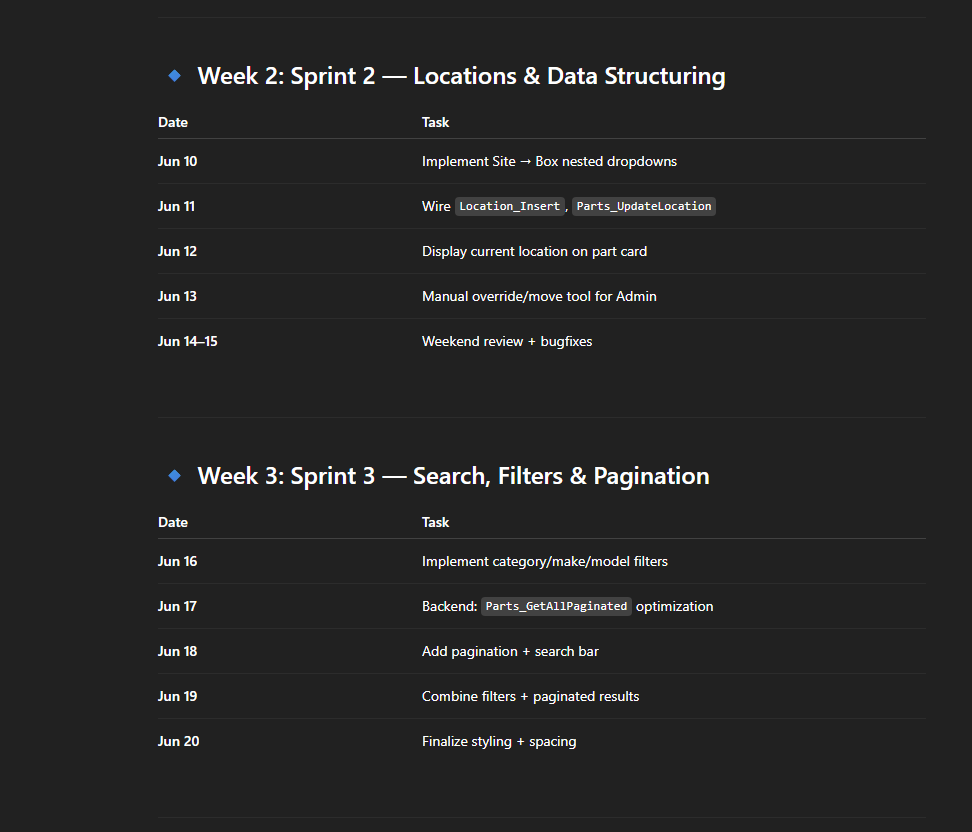 Week 2: Sprint 2 — Locations & Data Structuring
Date Task
Jun 10 Implement Site → Box nested dropdowns
Jun 11 Wire Location_Insert, Parts_UpdateLocation
Jun 12 Display current location on part card
Jun 13 Manual override/move tool for Admin
Jun 14–15 Weekend review + bugfixes
Week 3: Sprint 3 — Search, Filters & Pagination
Date Task
Jun 16 Implement category/make/model filters
Jun 17 Backend: Parts_GetAllPaginated optimization
Jun 18 Add pagination + search bar
Jun 19 Combine filters + paginated results
Jun 20 Finalize styling + spacing